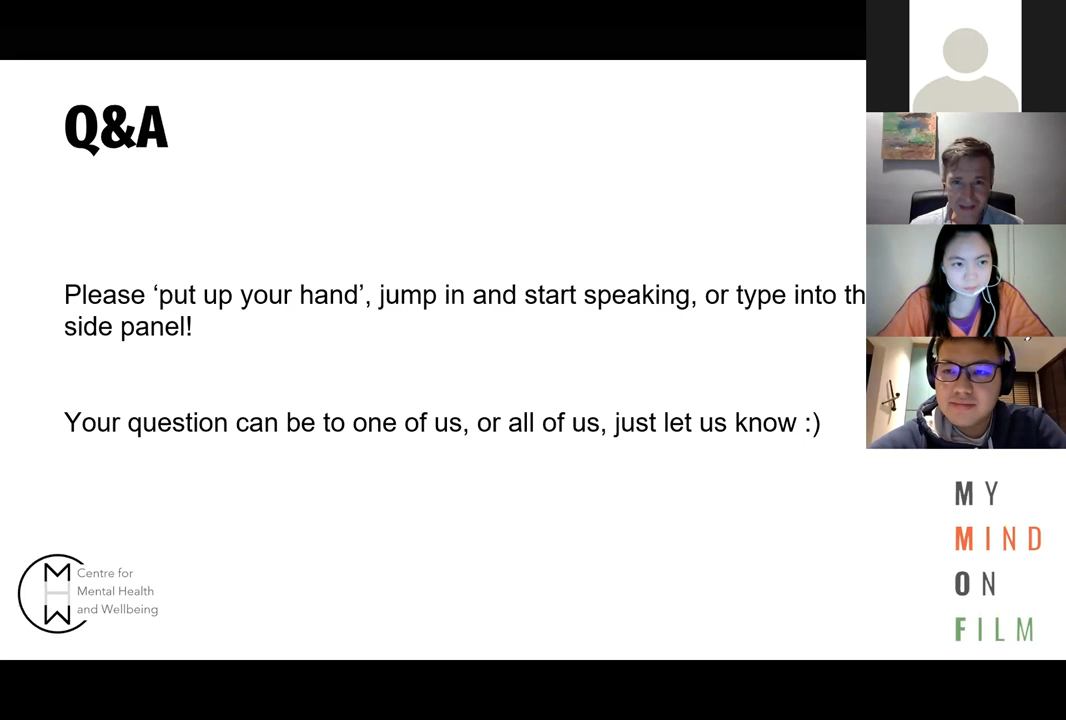 Q&A
Please ‘put up your hand’, jump in and start speaking, or type into th
side panel!
Your question can be to one of us, or all of us, just let us know :)
MHW
Centre for
Mental Health
and Wellbeing
MY
MIND
ON
FILM